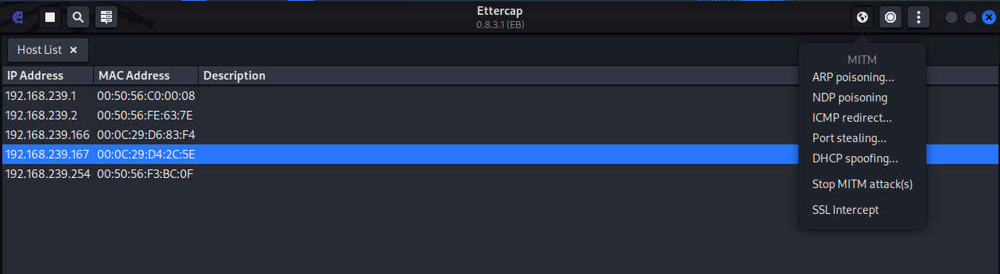 Ettercap
0.8.3.1 (EB)
Host List ×
IP Address MAC Address Description
192.168.239.1 00:50:56:C0:00:08
192.168.239.2 00:50:56:FE:63:7E
192.168.239.166 00:0C:29:D6:83:F4
192.168.239.167 00:0C:29:D4:2C:5E
192.168.239.254 00:50:56:F3:BC:0F
MITM
ARP poisoning...
NDP poisoning
ICMP redirect...
Port stealing...
DHCP spoofing...
Stop MITM attack(s)
SSL Intercept